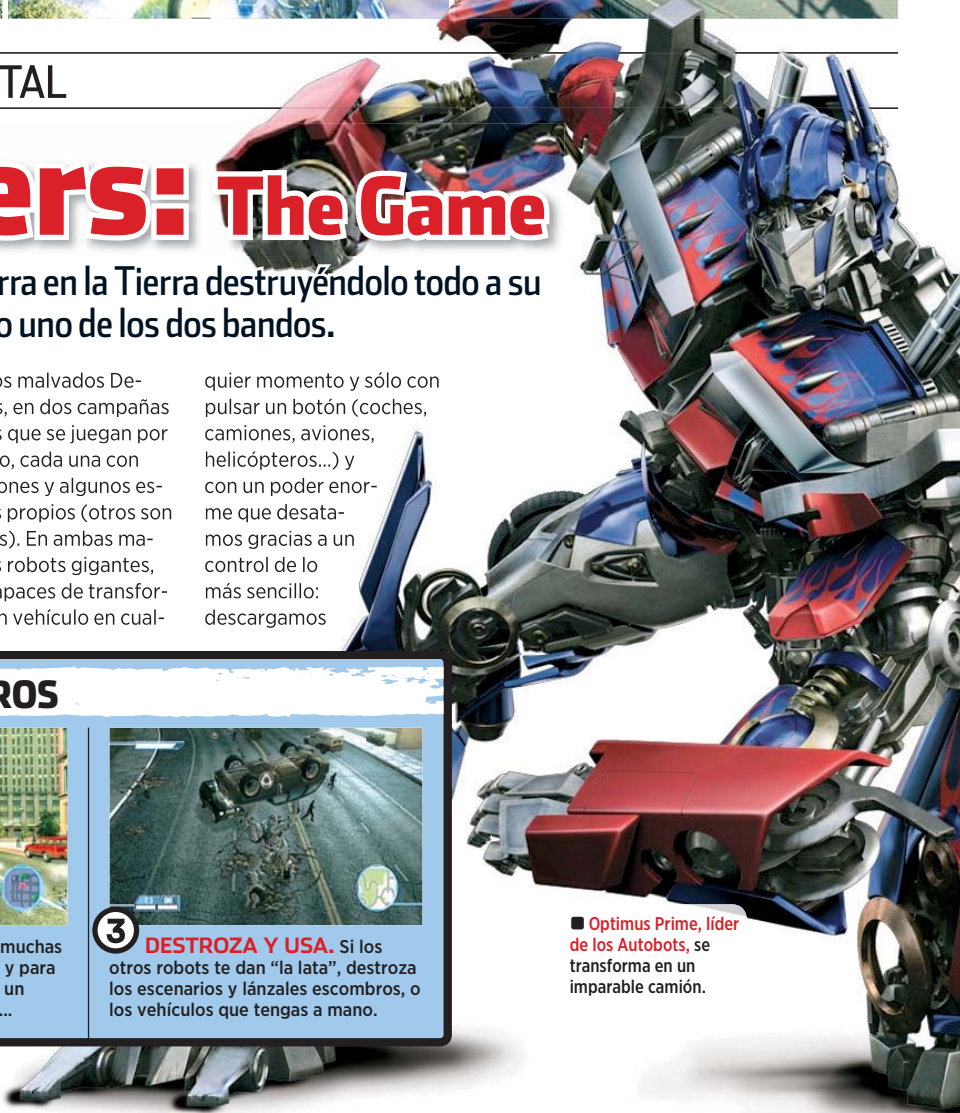 TAL
ers: The Game
rra en la Tierra destruyéndolo todo a su
o uno de los dos bandos.
os malvados De-
s, en dos campañas
s que se juegan por
o, cada una con
ones y algunos es-
s propios (otros son
s). En ambas ma-
s robots gigantes,
apaces de transfor-
n vehículo en cual-
quier momento y sólo con
pulsar un botón (coches,
camiones, aviones,
helicópteros...) y
con un poder enor-
me que desata-
mos gracias a un
control de lo
más sencillo:
descargamos
ROS
muchas
y para
un
...
3 DESTROZA Y USA. Si los
otros robots te dan “la lata”, destroza
los escenarios y lánzales escombros, o
los vehículos que tengas a mano.
■ Optimus Prime, líder
de los Autobots, se
transforma en un
imparable camión.